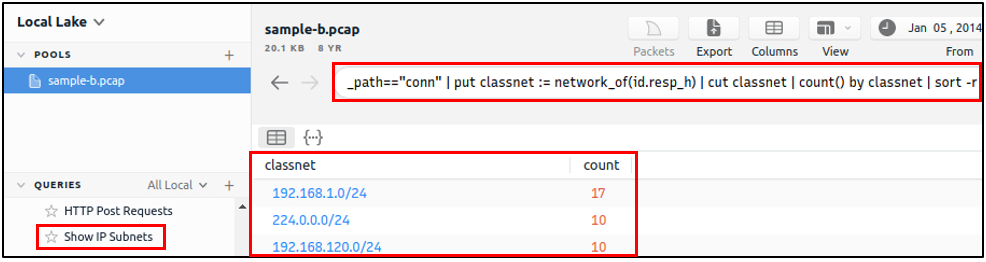 Local Lake
POOLS +
sample-b.pcap
QUERIES All Local +
HTTP Post Requests
Show IP Subnets
sample-b.pcap
20.1 KB 8 YR
Packets Export Columns View From
Jan 05 , 2014
_path=="conn" | put classnet := network_of(id.resp_h) | cut classnet | count() by classnet | sort -r
classnet count
192.168.1.0/24 17
224.0.0.0/24 10
192.168.120.0/24 10